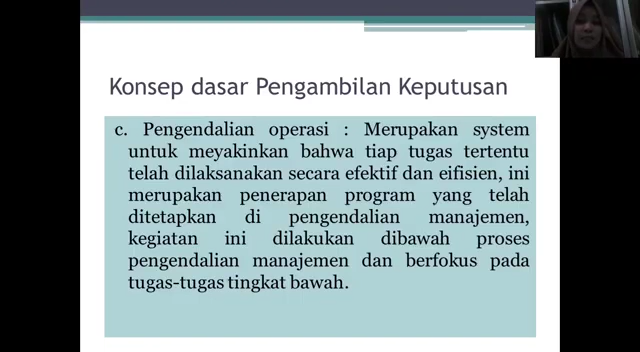 Konsep dasar Pengambilan Keputusan
c. Pengendalian operasi : Merupakan system
untuk meyakinkan bahwa tiap tugas tertentu
telah dilaksanakan secara efektif dan eifisien, ini
merupakan penerapan program yang telah
ditetapkan di pengendalian manajemen,
kegiatan ini dilakukan dibawah proses
pengendalian manajemen dan berfokus pada
tugas-tugas tingkat bawah.